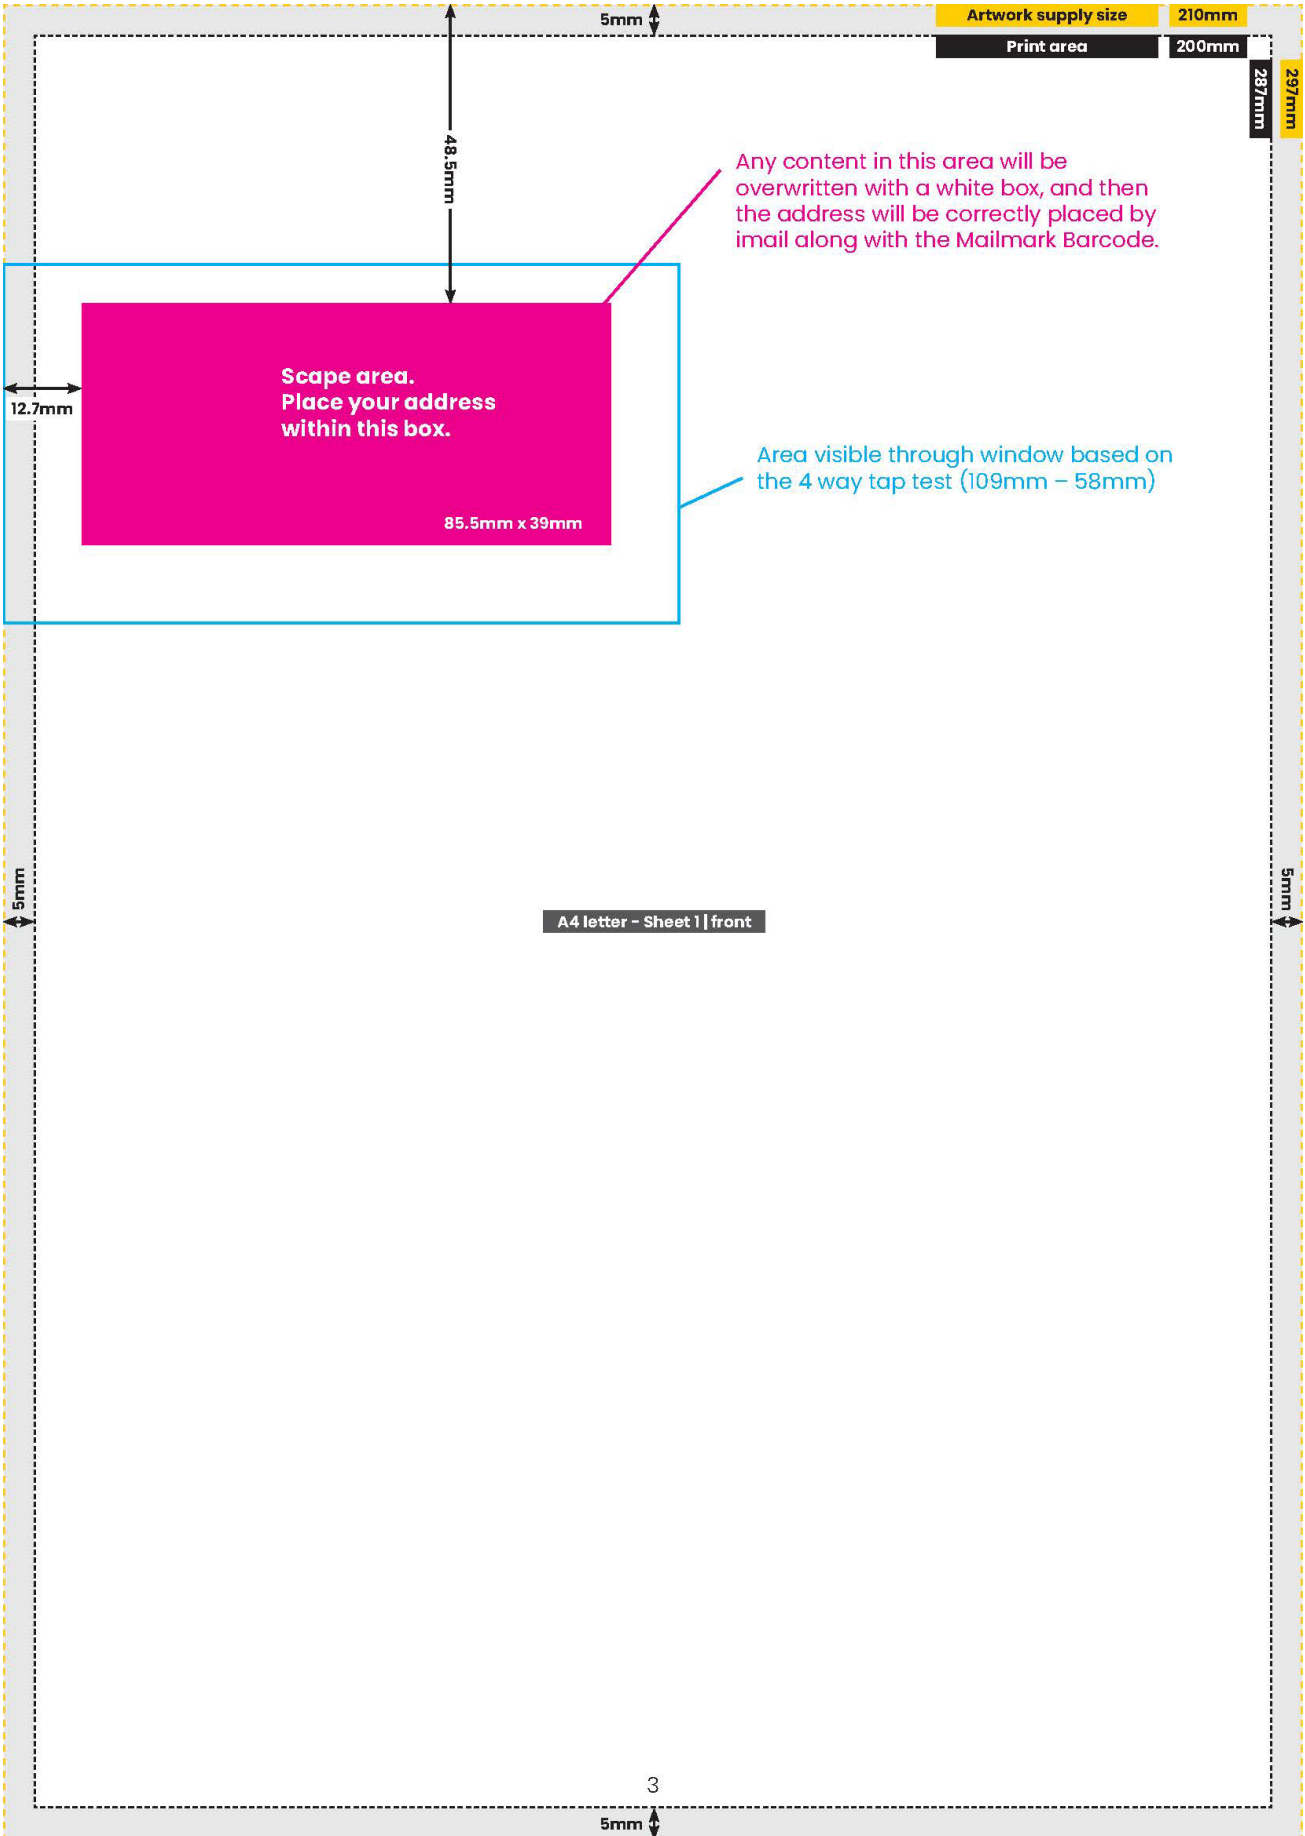 5mm
Artwork supply size 210mm
Print area 200mm
287mm
297mm
48.5mm
Any content in this area will be
overwritten with a white box, and then
the address will be correctly placed by
imail along with the Mailmark Barcode.
Scape area.
Place your address
within this box.
12.7mm
Area visible through window based on
the 4 way tap test (109mm – 58mm)
85.5mm x 39mm
5mm
5mm
A4 letter - Sheet 1 | front
3
5mm